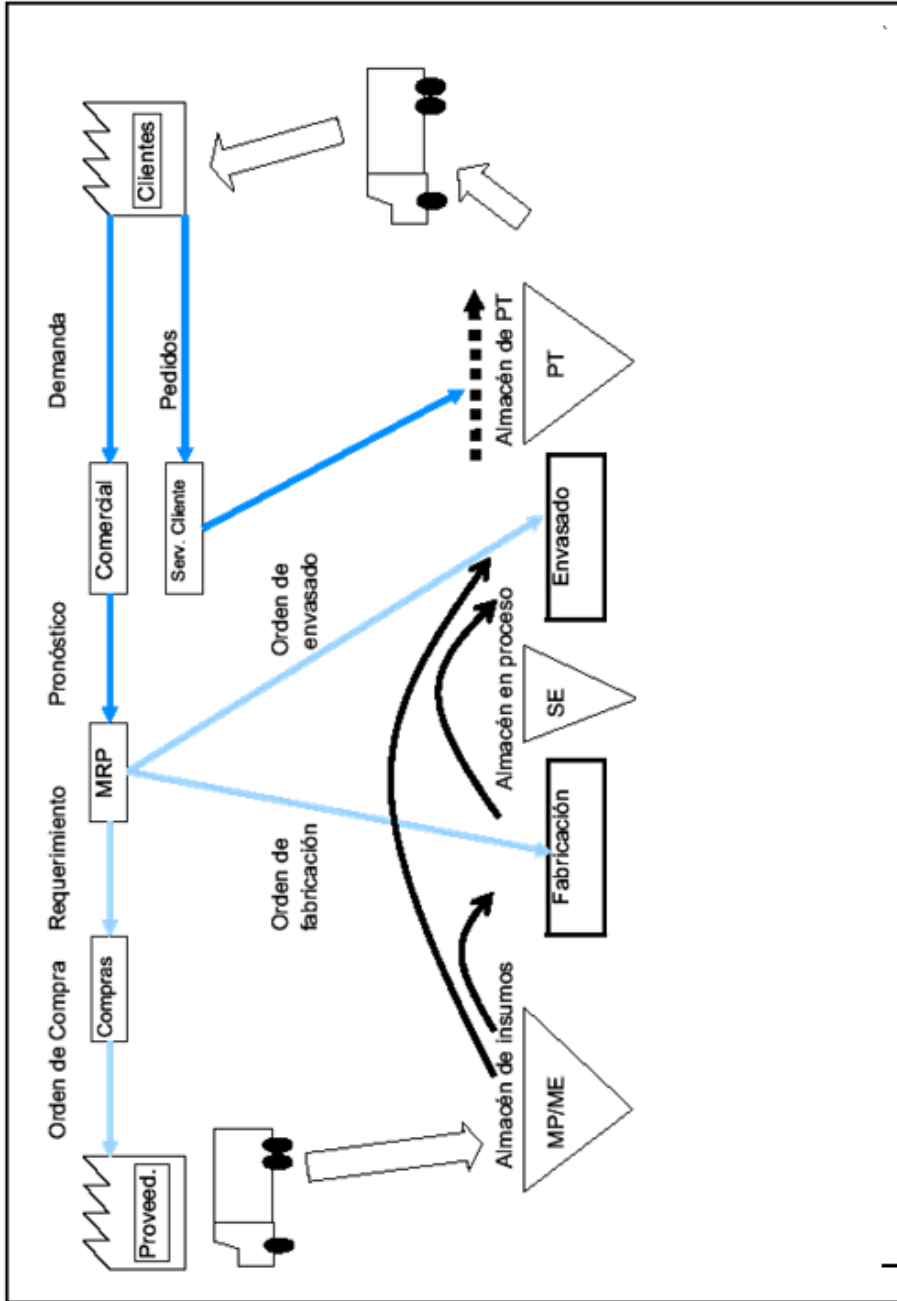 Orden de Compra
Requerimiento
Pronóstico
Demanda
Proveed.
Compras
MRP
Comercial
Clientes
Serv. Cliente
Pedidos
Orden de
fabricación
Orden de
envasado
Almacén de insumos
Almacén en proceso
Almacén de PT
MP/ME
Fabricación
SE
Envasado
PT